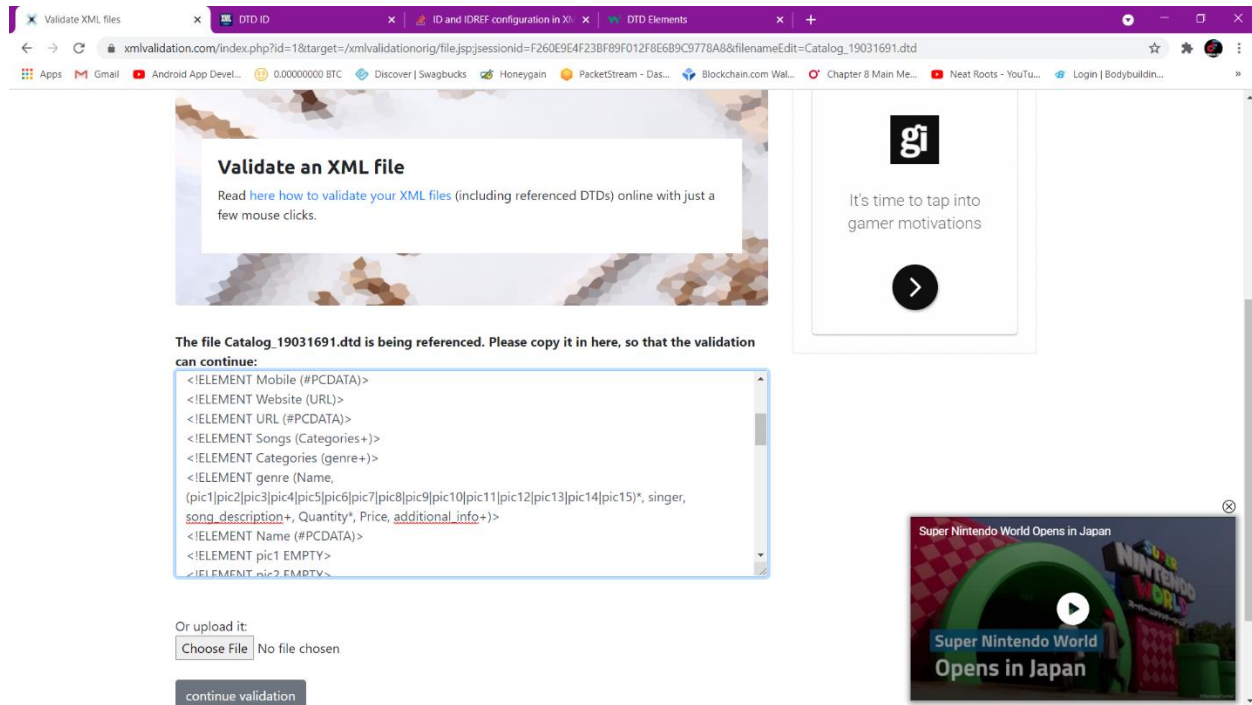 Validate XML files
DTD ID
ID and IDREF configuration in XM
DTD Elements
xmlvalidation.com/index.php?id=1&target=/xmlvalidationorig/file.jsp;jsessionid=F260E9E4F23BF89F012F8E6B9C9778A8&filenameEdit=Catalog_19031691.dtd
Apps
Gmail
Android App Devel...
0.00000000 BTC
Discover | Swagbucks
Honeygain
PacketStream - Das...
Blockchain.com Wal...
Chapter 8 Main Me...
Neat Roots - YouTu...
Login | Bodybuildin...
Validate an XML file
Read here how to validate your XML files (including referenced DTDs) online with just a
few mouse clicks.
gi
It's time to tap into
gamer motivations
The file Catalog_19031691.dtd is being referenced. Please copy it in here, so that the validation
can continue:
<!ELEMENT Mobile (#PCDATA)>
<!ELEMENT Website (URL)>
<!ELEMENT URL (#PCDATA)>
<!ELEMENT Songs (Categories+)>
<!ELEMENT Categories (genre+)>
<!ELEMENT genre (Name,
(pic1|pic2|pic3|pic4|pic5|pic6|pic7|pic8|pic9|pic10|pic11|pic12|pic13|pic14|pic15)*, singer,
song_description+, Quantity*, Price, additional_info+)>
<!ELEMENT Name (#PCDATA)>
<!ELEMENT pic1 EMPTY>
<!ELEMENT pic2 EMPTY>
Or upload it:
Choose File No file chosen
continue validation
Super Nintendo World Opens in Japan
NINTENDO
WORLD
Super Nintendo World
Opens in Japan